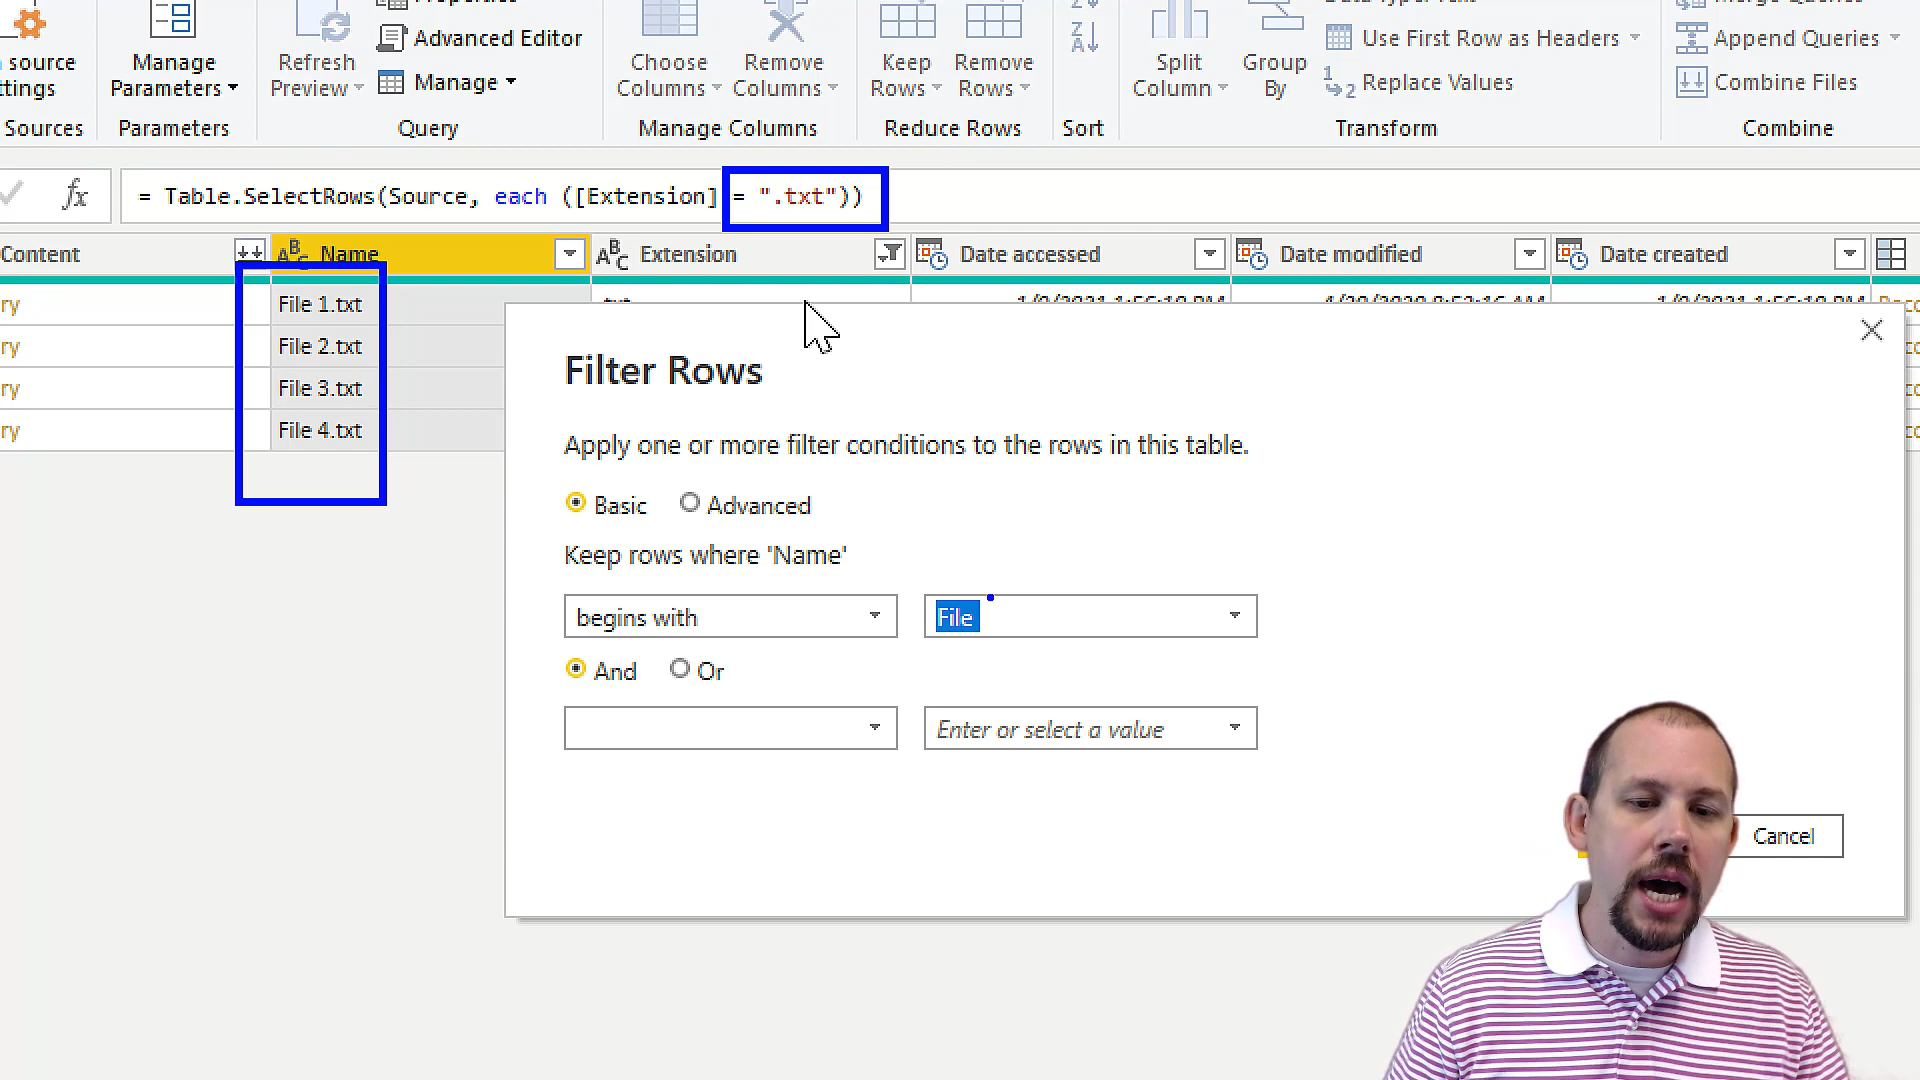 Advanced Editor
source
ttings
Manage
Parameters
Refresh
Preview
Manage
Choose
Columns
Remove
Columns
Keep
Rows
Remove
Rows
Split
Column
Group
By
Use First Row as Headers
Replace Values
Append Queries
Combine Files
Sources
Parameters
Query
Manage Columns
Reduce Rows
Sort
Transform
Combine
fx = Table.SelectRows(Source, each ([Extension] = ".txt"))
Content ABC Name ABC Extension Date accessed Date modified Date created
ry File 1.txt
ry File 2.txt
ry File 3.txt
ry File 4.txt
Filter Rows
Apply one or more filter conditions to the rows in this table.
Basic Advanced
Keep rows where 'Name'
begins with File
And Or
Enter or select a value
Cancel